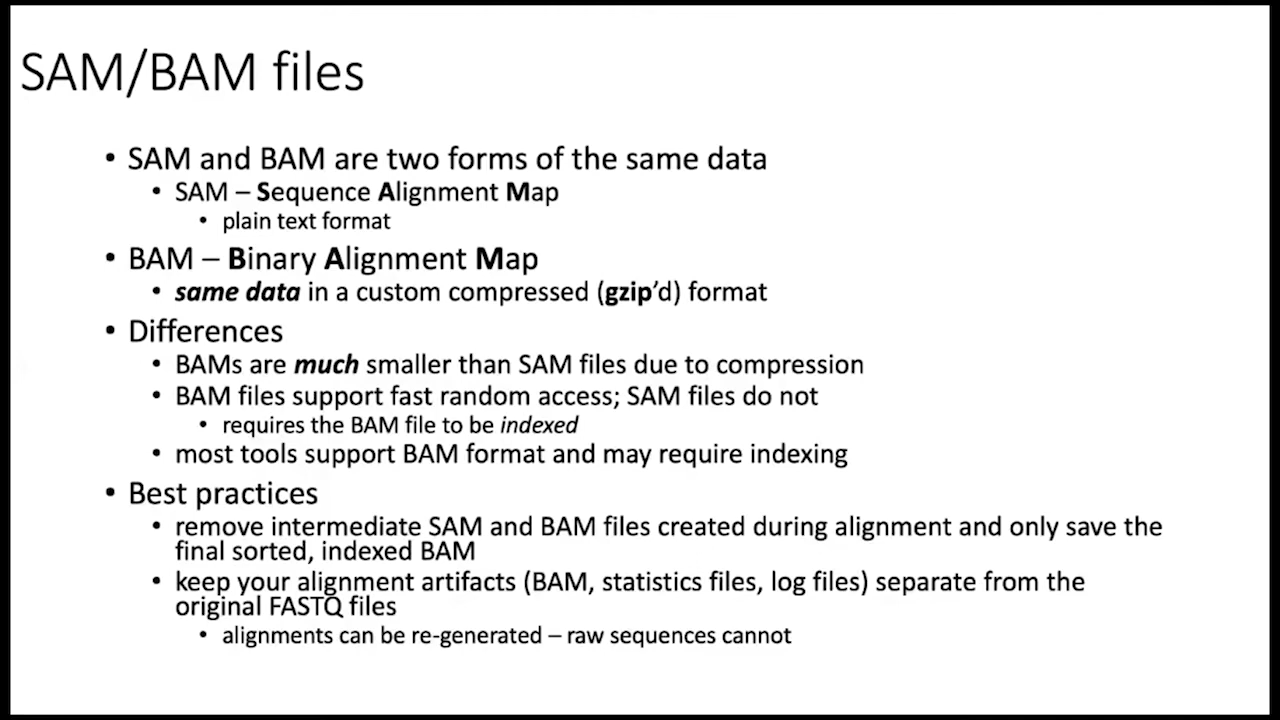 SAM/BAM files
• SAM and BAM are two forms of the same data
• SAM – Sequence Alignment Map
• plain text format
• BAM – Binary Alignment Map
• same data in a custom compressed (gzip’d) format
• Differences
• BAMs are much smaller than SAM files due to compression
• BAM files support fast random access; SAM files do not
• requires the BAM file to be indexed
• most tools support BAM format and may require indexing
• Best practices
• remove intermediate SAM and BAM files created during alignment and only save the
final sorted, indexed BAM
• keep your alignment artifacts (BAM, statistics files, log files) separate from the
original FASTQ files
• alignments can be re-generated – raw sequences cannot